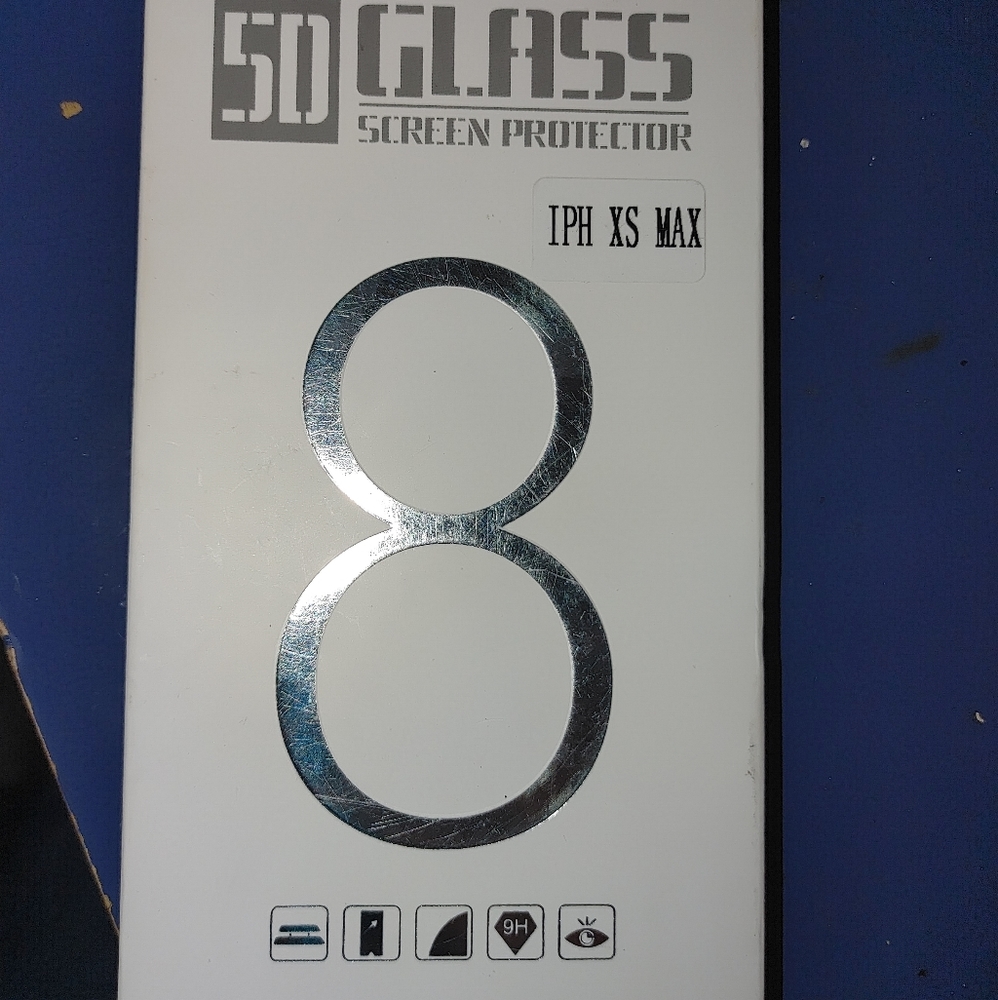 5D GLASS
SCREEN PROTECTOR
IPH XS MAX
8
9H